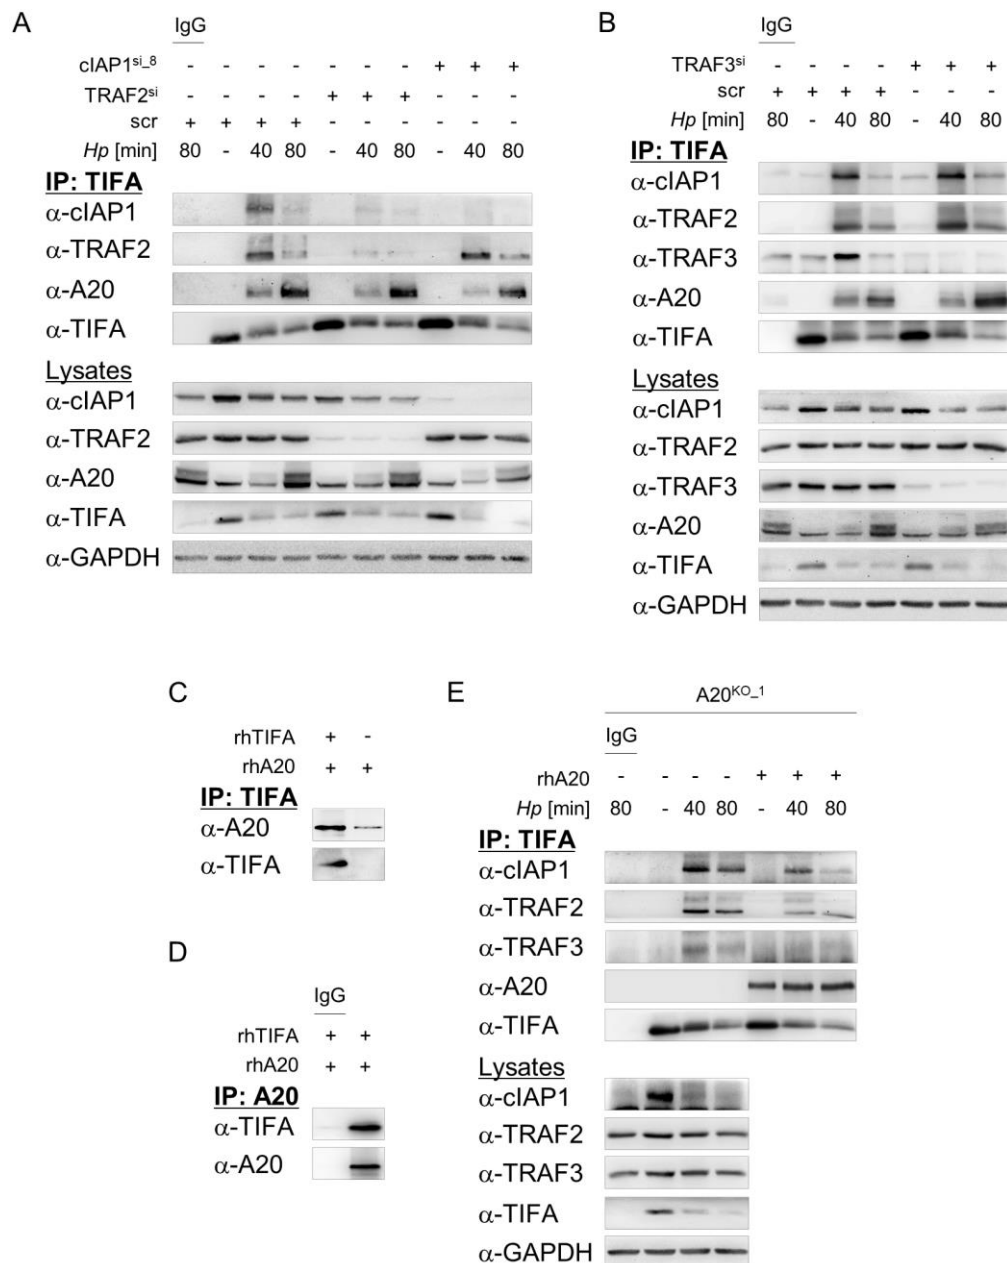 A
IgG
cIAP1si_8 - - - - - - - + + +
TRAF2si - - - - + + + - - -
scr + + + + - - - - - -
Hp [min] 80 - 40 80 - 40 80 - 40 80
IP: TIFA
α-cIAP1
α-TRAF2
α-A20
α-TIFA
Lysates
α-cIAP1
α-TRAF2
α-A20
α-TIFA
α-GAPDH
B
IgG
TRAF3si - - - - + + +
scr + + + + - - -
Hp [min] 80 - 40 80 - 40 80
IP: TIFA
α-cIAP1
α-TRAF2
α-TRAF3
α-A20
α-TIFA
Lysates
α-cIAP1
α-TRAF2
α-TRAF3
α-A20
α-TIFA
α-GAPDH
C
rhTIFA + -
rhA20 + +
IP: TIFA
α-A20
α-TIFA
D
IgG
rhTIFA + +
rhA20 + +
IP: A20
α-TIFA
α-A20
E
A20KO_1
IgG
rhA20 - - - - + + +
Hp [min] 80 - 40 80 - 40 80
IP: TIFA
α-cIAP1
α-TRAF2
α-TRAF3
α-A20
α-TIFA
Lysates
α-cIAP1
α-TRAF2
α-TRAF3
α-TIFA
α-GAPDH